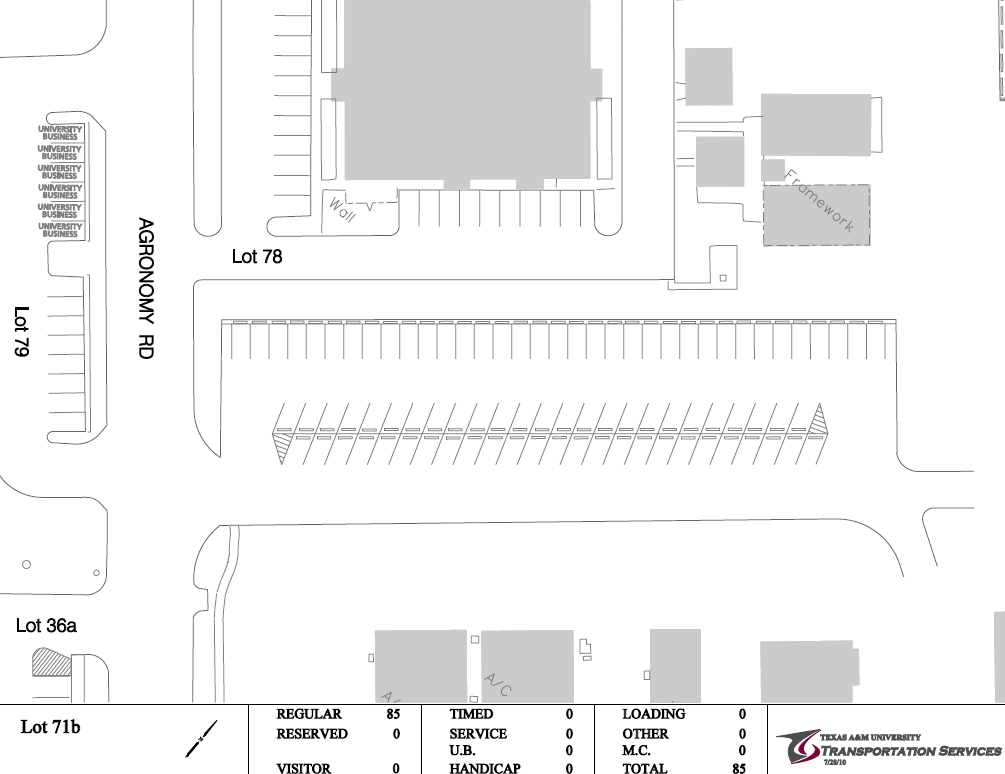 UNIVERSITY
BUSINESS
UNIVERSITY
BUSINESS
UNIVERSITY
BUSINESS
UNIVERSITY
BUSINESS
UNIVERSITY
BUSINESS
UNIVERSITY
BUSINESS
AGRONOMY RD
Lot 79
Wall
Lot 78
Framework
Lot 36a
A/C
Lot 71b
REGULAR 85
RESERVED 0
VISITOR 0
TIMED 0
SERVICE 0
U.B. 0
HANDICAP 0
LOADING 0
OTHER 0
M.C. 0
TOTAL 85
TEXAS A&M UNIVERSITY
TRANSPORTATION SERVICES
7/28/10